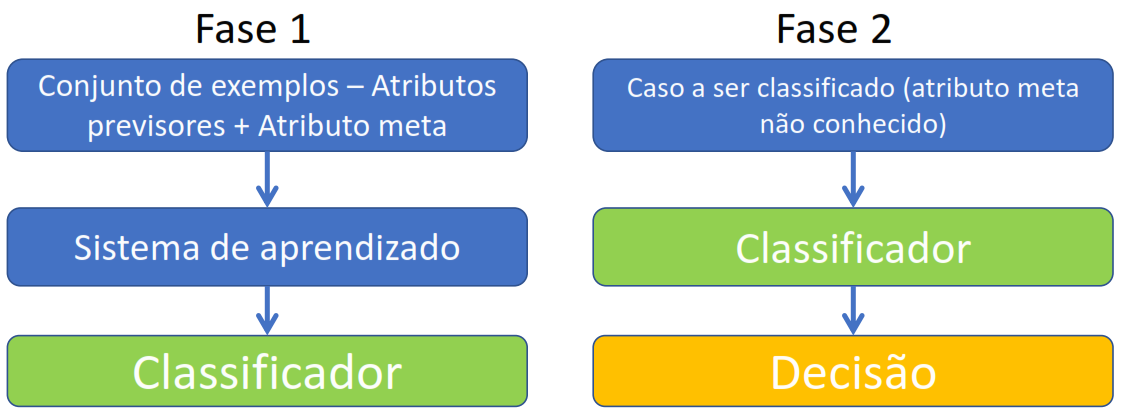 Fase 1
Conjunto de exemplos – Atributos
previsores + Atributo meta
Sistema de aprendizado
Classificador
Fase 2
Caso a ser classificado (atributo meta
não conhecido)
Classificador
Decisão